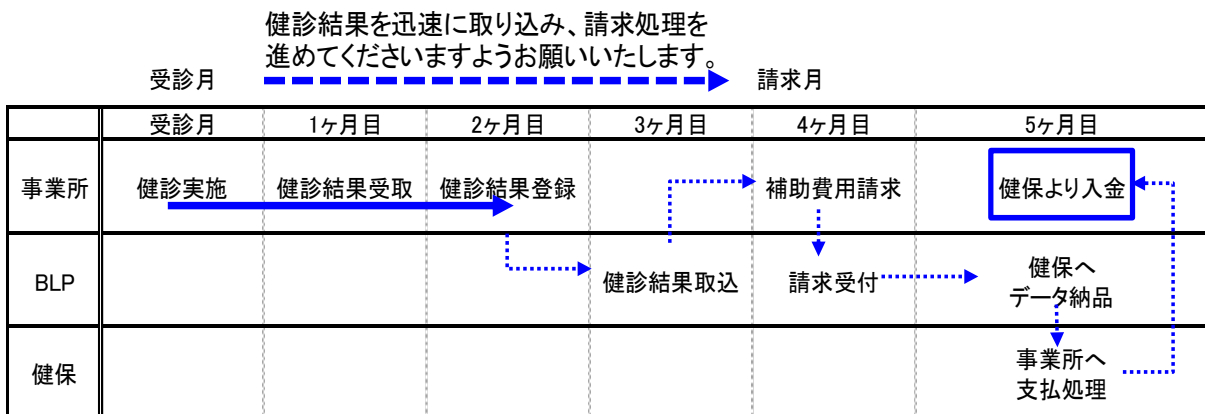 健診結果を迅速に取り込み、請求処理を
進めてくださいますようお願いいたします。
受診月 請求月
受診月 1ヶ月目 2ヶ月目 3ヶ月目 4ヶ月目 5ヶ月目
事業所 健診実施 健診結果受取 健診結果登録 補助費用請求 健保より入金
BLP 健診結果取込 請求受付 健保へ
データ納品
健保 事業所へ
支払処理